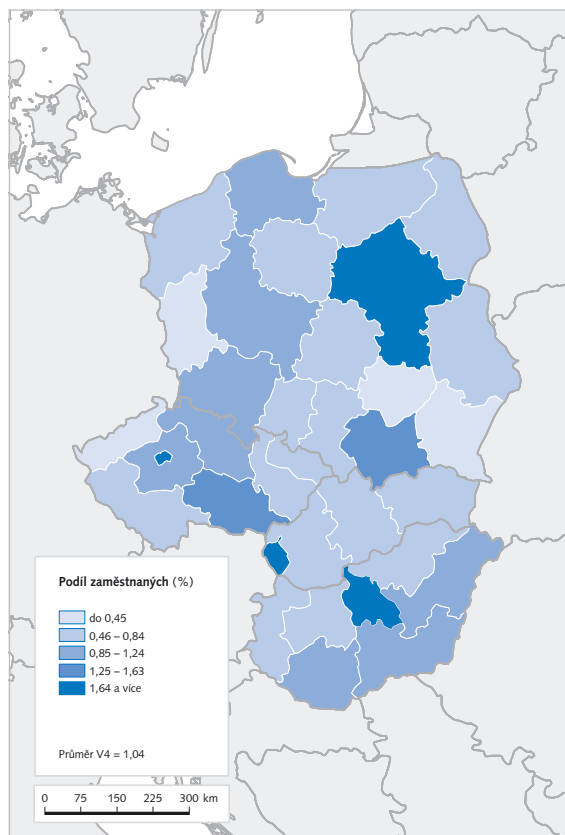 Podíl zaměstnaných (%)
do 0,45
0,46 – 0,84
0,85 – 1,24
1,25 – 1,63
1,64 a více
Průměr V4 = 1,04
0 75 150 225 300 km